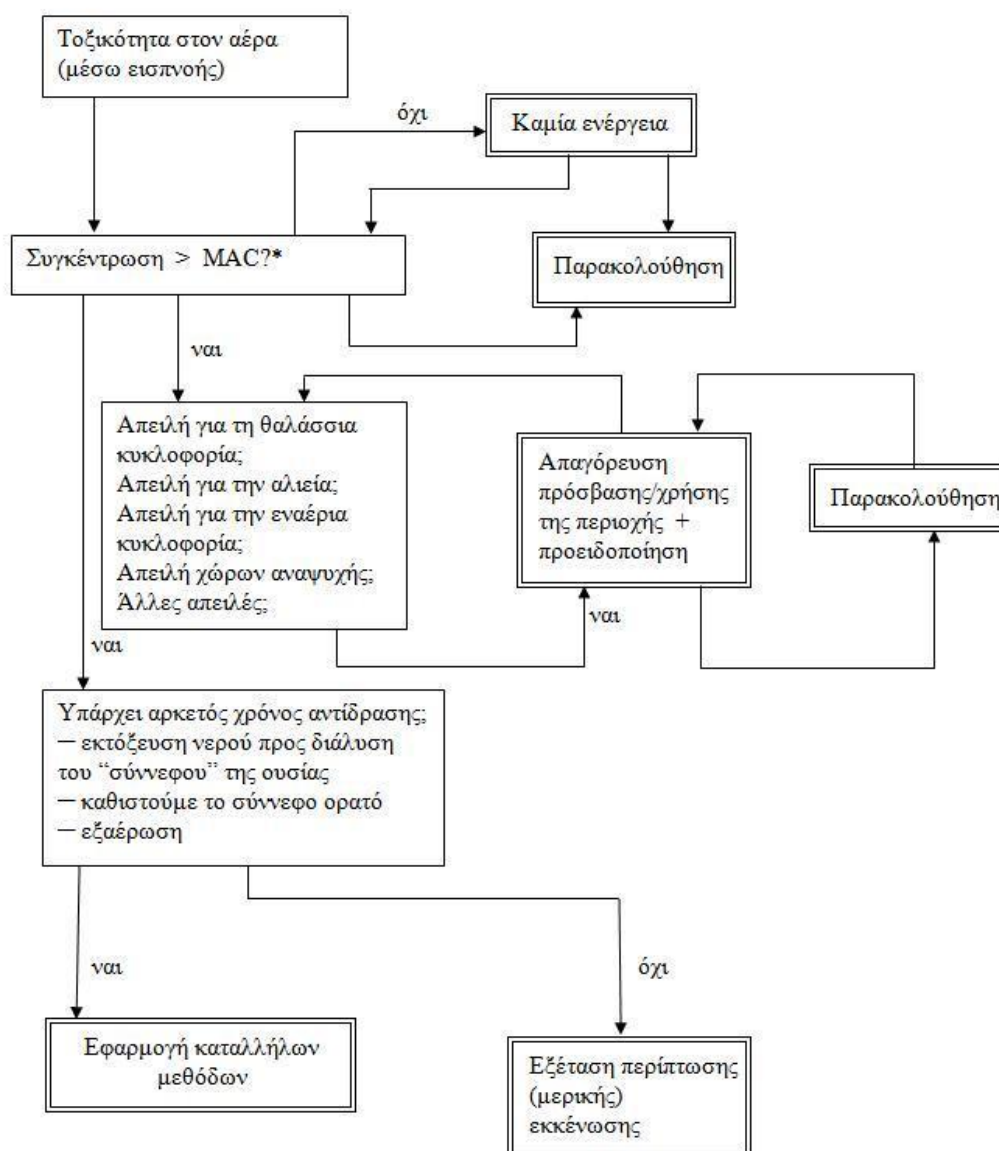 Τοξικότητα στον αέρα
(μέσω εισπνοής)
όχι
Καμία ενέργεια
Συγκέντρωση > MAC?*
Παρακολούθηση
ναι
Απειλή για τη θαλάσσια
κυκλοφορία;
Απειλή για την αλιεία;
Απειλή για την εναέρια
κυκλοφορία;
Απειλή χώρων αναψυχής;
Άλλες απειλές;
Απαγόρευση
πρόσβασης/χρήσης
της περιοχής +
προειδοποίηση
Παρακολούθηση
ναι
ναι
Υπάρχει αρκετός χρόνος αντίδρασης;
— εκτόξευση νερού προς διάλυση
του “σύννεφου” της ουσίας
— καθιστούμε το σύννεφο ορατό
— εξαέρωση
ναι
όχι
Εφαρμογή καταλλήλων
μεθόδων
Εξέταση περίπτωσης
(μερικής)
εκκένωσης